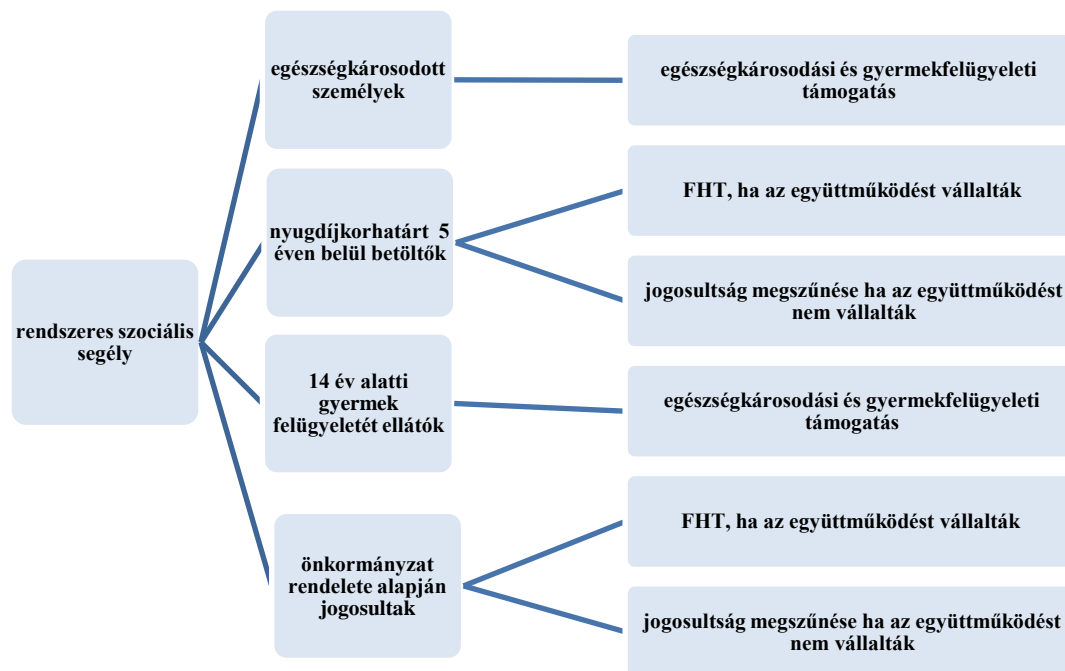 rendszeres szociális
segély
egészségkárosodott
személyek
egészségkárosodási és gyermekfelügyeleti
támogatás
nyugdíjkorhatárt 5
éven belül betöltők
FHT, ha az együttműködést vállalták
jogosultság megszűnése ha az együttműködést
nem vállalták
14 év alatti
gyermek
felügyeletét ellátók
egészségkárosodási és gyermekfelügyeleti
támogatás
önkormányzat
rendelete alapján
jogosultak
FHT, ha az együttműködést vállalták
jogosultság megszűnése ha az együttműködést
nem vállalták